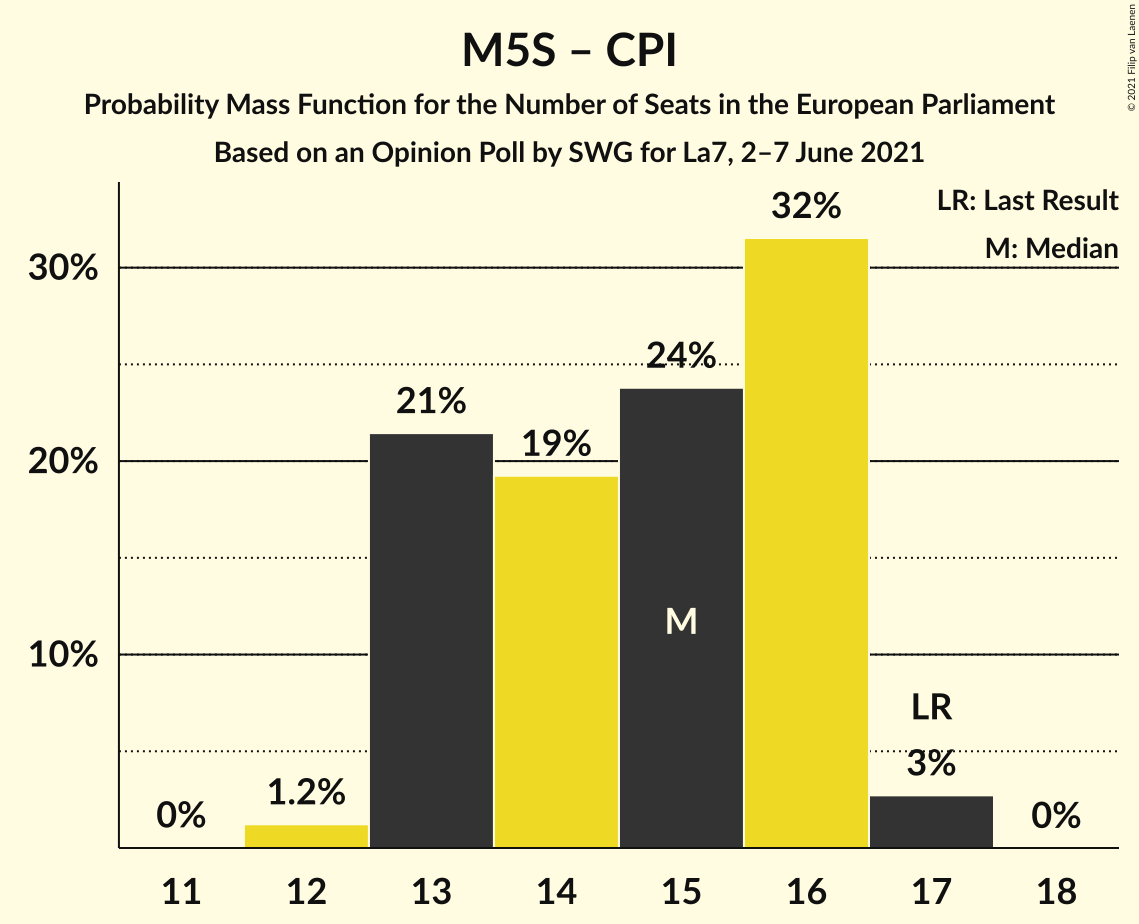 M5S – CPI
Probability Mass Function for the Number of Seats in the European Parliament
Based on an Opinion Poll by SWG for La7, 2–7 June 2021
© 2021 Filip van Laenen
LR: Last Result
M: Median
30%
20%
10%
0%
1.2%
21%
19%
24%
M
32%
LR
3%
0%
11 12 13 14 15 16 17 18